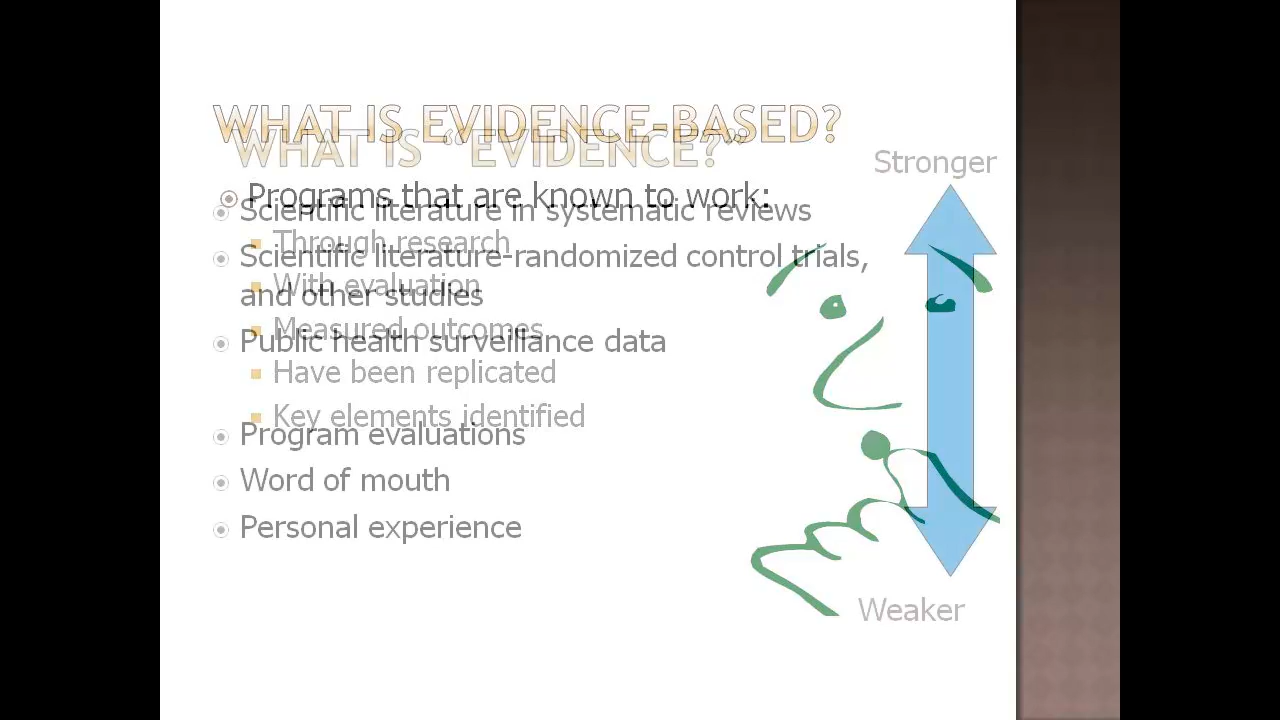 WHAT IS EVIDENCE-BASED?
WHAT IS “EVIDENCE?”
Stronger
Programs that are known to work:
Scientific literature in systematic reviews
Through research
Scientific literature-randomized control trials,
With evaluation
and other studies
Measured outcomes
Public health surveillance data
Have been replicated
Key elements identified
Program evaluations
Word of mouth
Personal experience
Weaker